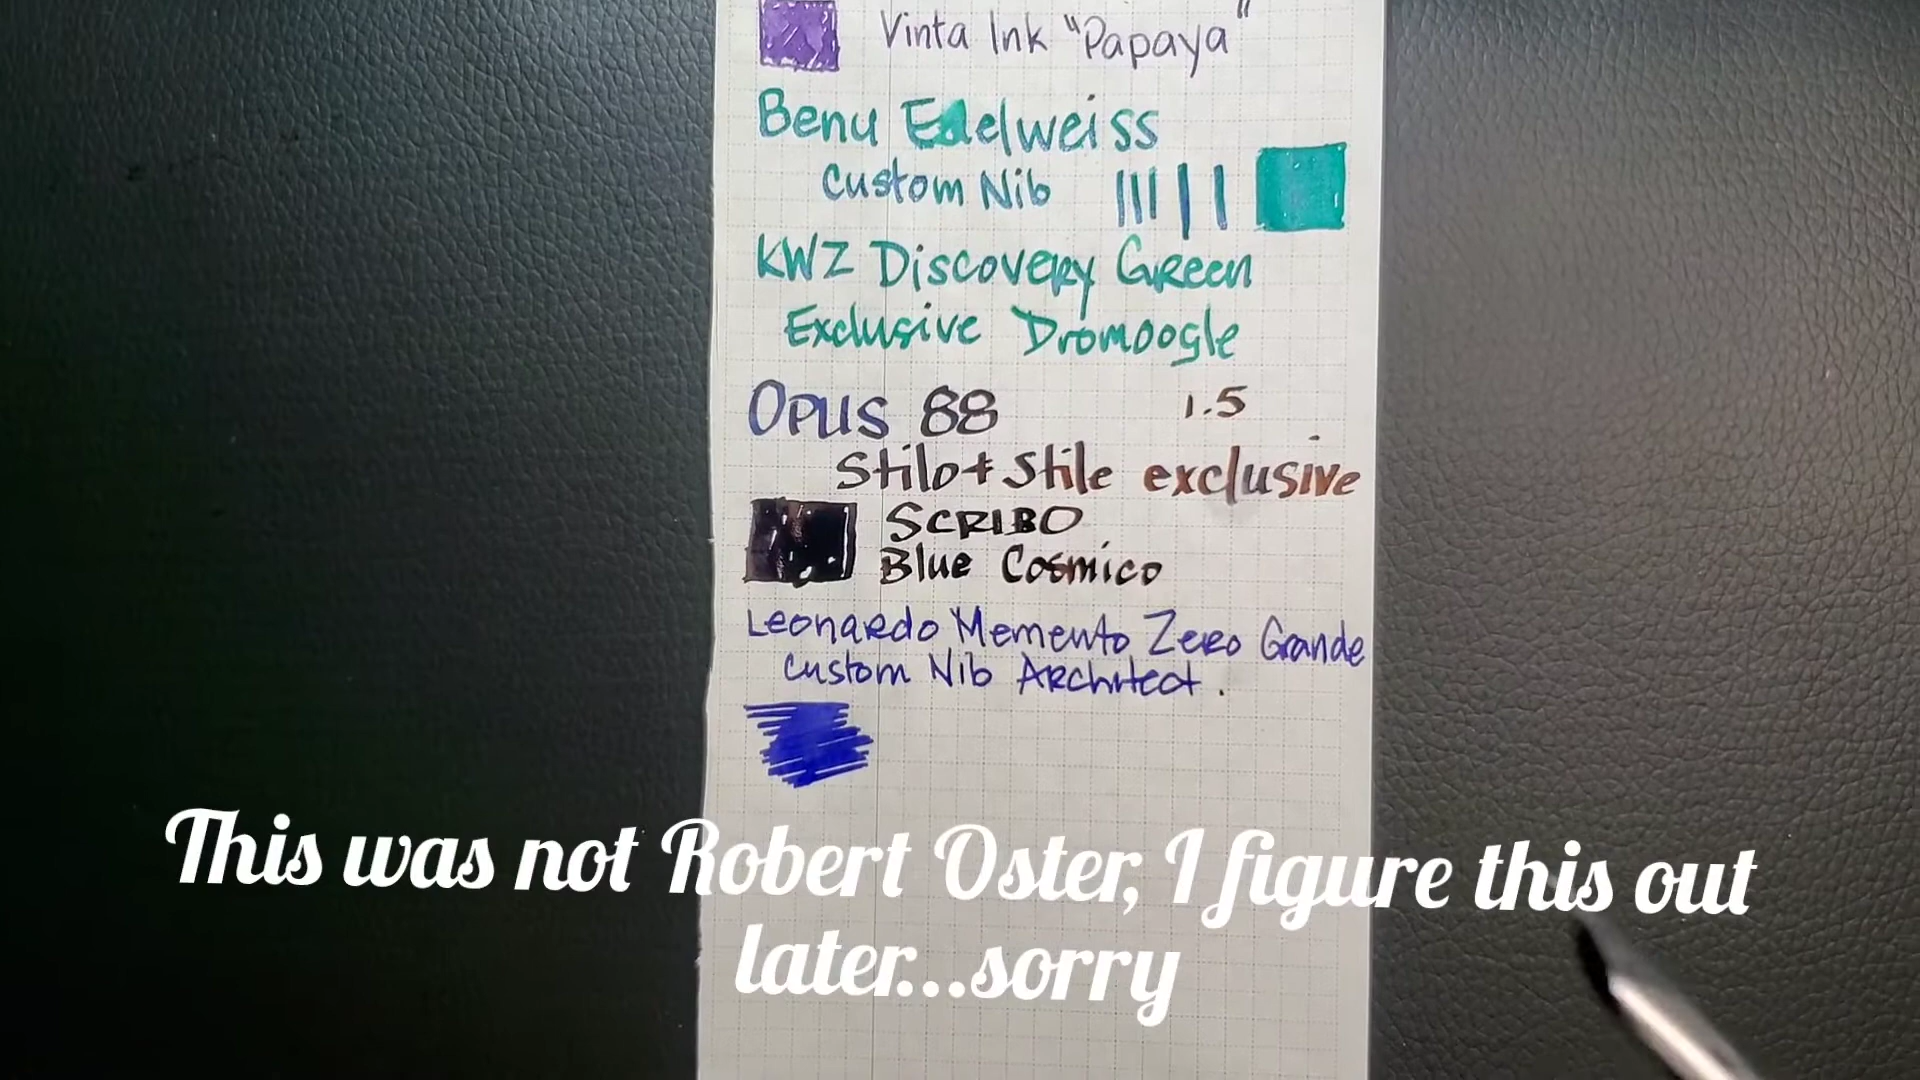 Vinta Ink "Papaya"
Benu Edelweiss
Custom Nib
KWZ Discovery Green
Exclusive Dromoogle
Opus 88 1.5
Stilo + Stile exclusive
SCRIBO
Blue Cosmico
Leonardo Memento Zero Grande
Custom Nib Architect.
This was not Robert Oster, I figure this out
later...sorry